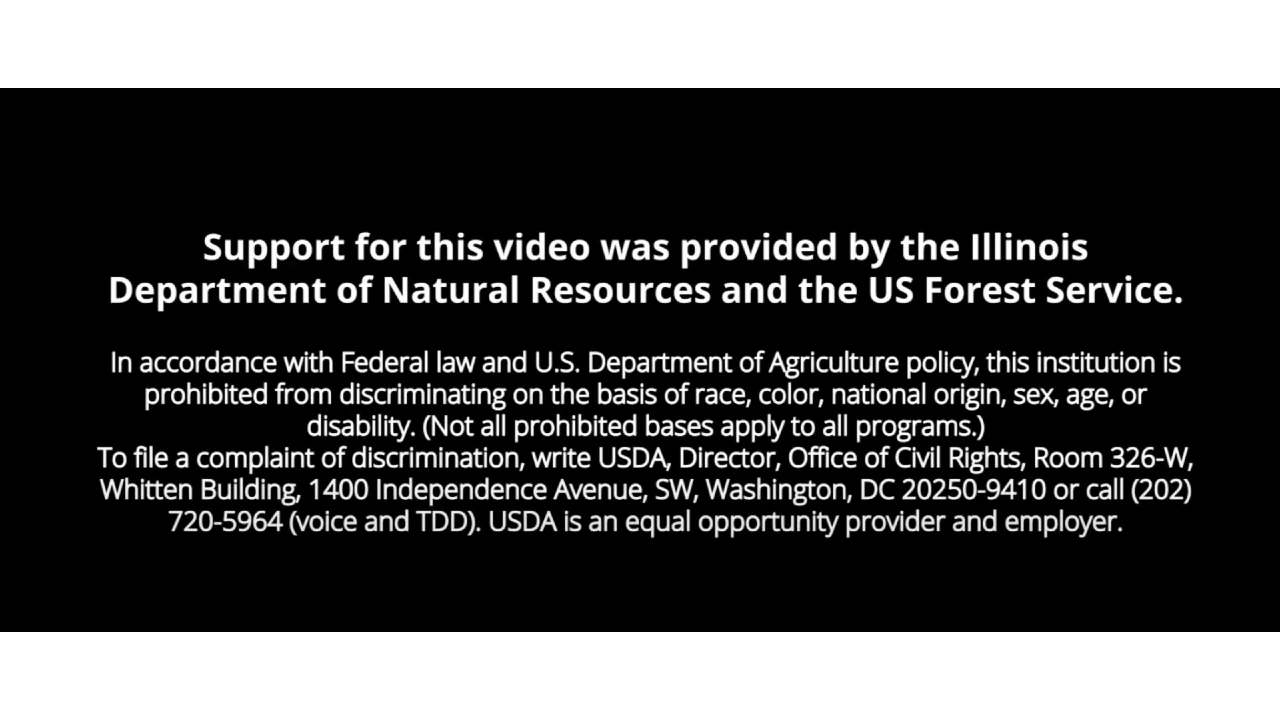 Support for this video was provided by the Illinois
Department of Natural Resources and the US Forest Service.
In accordance with Federal law and U.S. Department of Agriculture policy, this institution is
prohibited from discriminating on the basis of race, color, national origin, sex, age, or
disability. (Not all prohibited bases apply to all programs.)
To file a complaint of discrimination, write USDA, Director, Office of Civil Rights, Room 326-W,
Whitten Building, 1400 Independence Avenue, SW, Washington, DC 20250-9410 or call (202)
720-5964 (voice and TDD). USDA is an equal opportunity provider and employer.